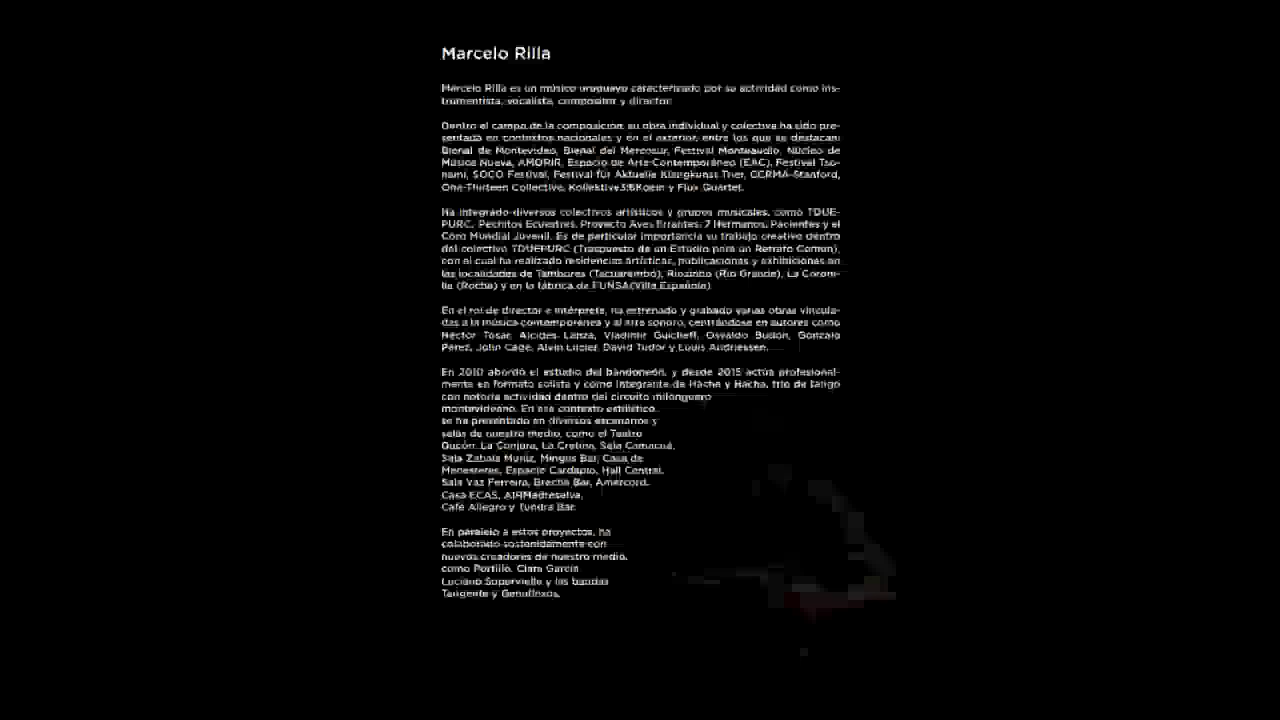 Marcelo Rilla
Marcelo Rilla es un músico uruguayo caracterizado por su actividad como ins-
trumentista, vocalista, compositor y director.
Dentro el campo de la composición, su obra individual y colectiva ha sido pre-
sentada en contextos nacionales y en el exterior, entre los que se destacan:
Bienal de Montevideo, Bienal del Mercosur, Festival Monteaudio, Núcleo de
Música Nueva, AMORIR, Espacio de Arte Contemporáneo (EAC), Festival Tsu-
nami, SOCO Festival, Festival für Aktuelle Klangkunst Trier, CCRMA-Stanford,
One-Thirteen Collective, y Flux Quartet.
Ha integrado diversos colectivos artísticos y grupos musicales, como TDUE-
PURC, Pechitos Ecuestres, Proyecto Aves Errantes, 7 Hermanos, Pacientes y el
Coro Mundial Juvenil. Es de particular importancia su trabajo creativo dentro
del colectivo TDUEPURC (Traspuesto de un Estudio para un Retrato Común),
con el cual ha realizado residencias artísticas, publicaciones y exhibiciones en
las localidades de Tambores (Tacuarembó), Riozinho (Rio Grande), La Coroni-
lla (Rocha) y en la fábrica de FUNSA(Villa Española).
En el rol de director e intérprete, ha estrenado y grabado varias obras vincula-
das a la música contemporánea y al arte sonoro, centrándose en autores como
Héctor Tosar, Alcides Lanza, Vladimir Guicheff, Osvaldo Budón, Gonzalo
Pérez, John Cage, Alvin Lucier, David Tudor y Louis Andriessen.
En 2010 abordó el estudio del bandoneón, y desde 2015 actúa profesional-
mente en formato solista y como integrante de Hache y Hacha, trío de tango
con notoria actividad dentro del circuito milonguero
montevideano. En ese contexto estilístico,
se ha presentado en diversos escenarios y
salas de nuestro medio, como el Teatro
La Conjura, La Cretina, Sala Camacuá,
Sala Zabala Muniz, Mingus Bar, Casa de
Menesteres, Espacio Cardapio, Hall Central,
Sala Vaz Ferreira, Brecha Bar, Amarcord,
Casa ECAS,
Café Allegro y Tundra Bar.
En paralelo a estos proyectos, ha
colaborado sostenidamente con
nuevos creadores de nuestro medio,
como Portillo, Clara García
Luciano Supervielle y las bandas
Tangente y Genuflexos.